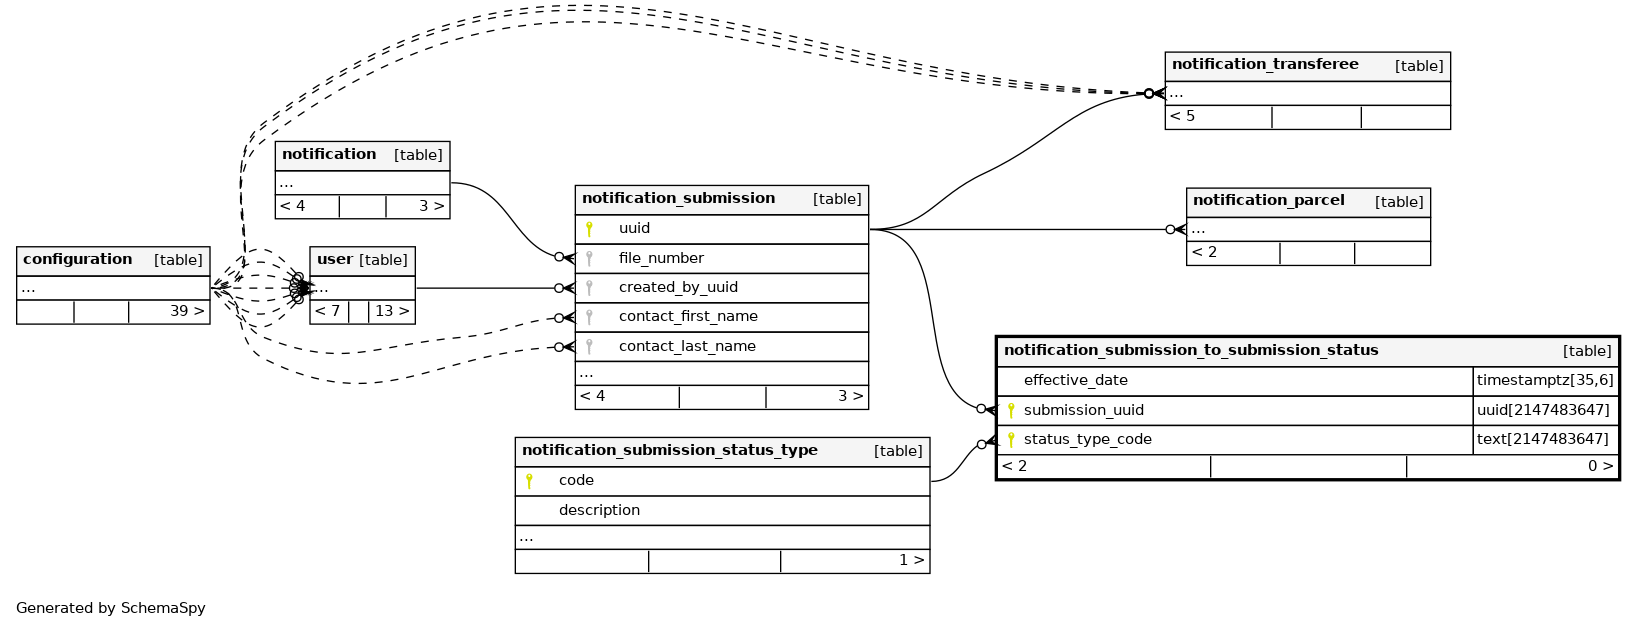 notification_transferee [table]
...
< 5
notification [table]
...
< 4 3 >
notification_submission [table]
uuid
file_number
created_by_uuid
contact_first_name
contact_last_name
...
< 4 3 >
notification_parcel [table]
...
< 2
configuration [table]
...
39 >
user [table]
...
< 7 13 >
notification_submission_to_submission_status [table]
effective_date timestamptz[35,6]
submission_uuid uuid[2147483647]
status_type_code text[2147483647]
< 2 0 >
notification_submission_status_type [table]
code
description
...
1 >
Generated by SchemaSpy